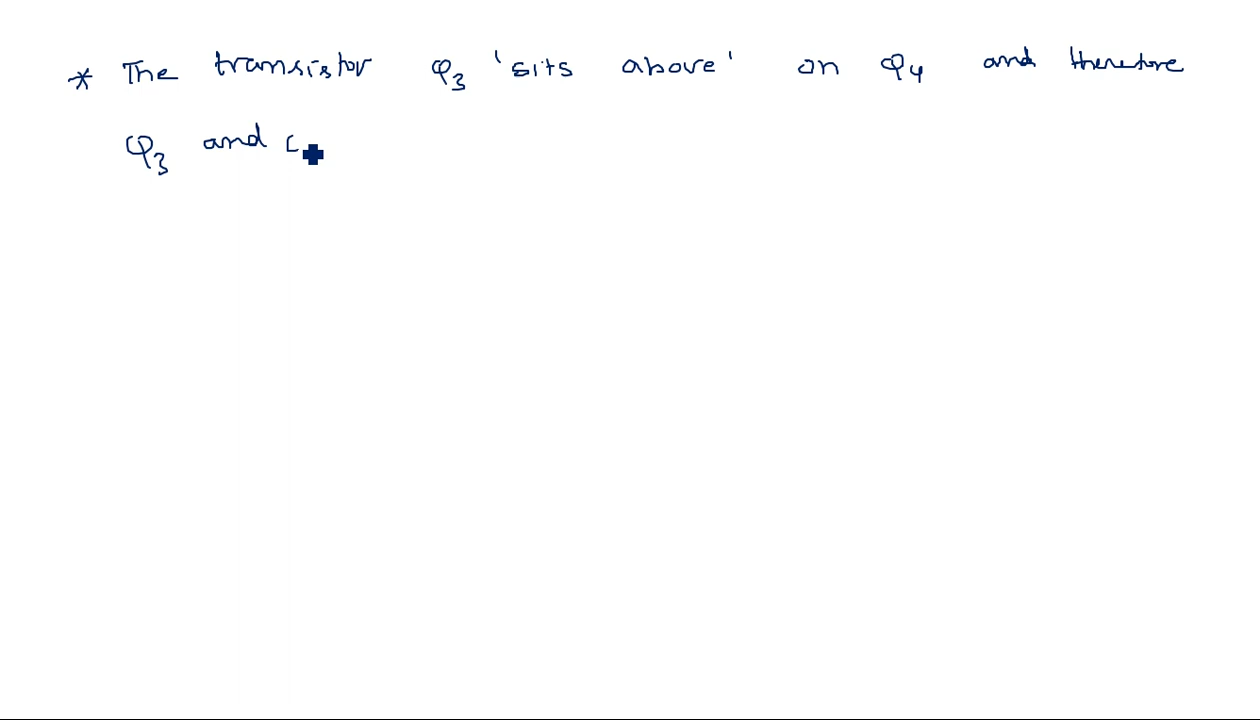 * The transistor Q3 'sits above' on Q4 and therefore
Q3 and